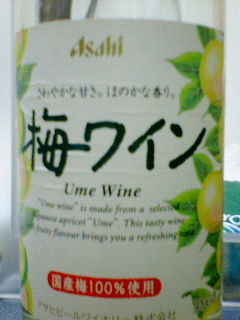 Asahi
さわやかな甘さ。ほのかな香り。
梅ワイン
Ume Wine
"Ume wine" is made from a selected
apricot "Ume". This tasty wine
fruity flavour brings you a refreshing
国産梅100%使用
アサヒビールワイナリー株式会社